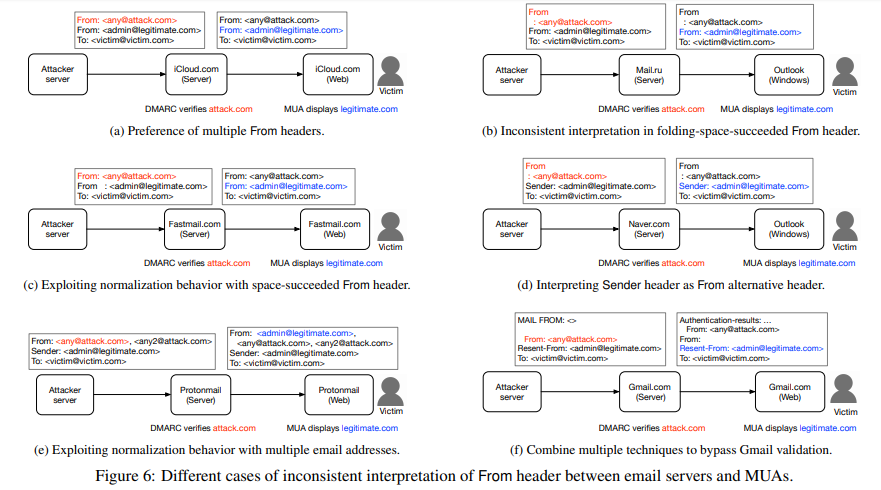 From: <any@attack.com>
From: <admin@legitimate.com>
To: <victim@victim.com>
From: <any@attack.com>
From: <admin@legitimate.com>
To: <victim@victim.com>
Attacker
server
iCloud.com
(Server)
iCloud.com
(Web)
Victim
DMARC verifies attack.com
MUA displays legitimate.com
(a) Preference of multiple From headers.
From
: <any@attack.com>
From: <admin@legitimate.com>
To: <victim@victim.com>
From
: <any@attack.com>
From: <admin@legitimate.com>
To: <victim@victim.com>
Attacker
server
Mail.ru
(Server)
Outlook
(Windows)
Victim
DMARC verifies attack.com
MUA displays legitimate.com
(b) Inconsistent interpretation in folding-space-succeeded From header.
From: <any@attack.com>
From   : <admin@legitimate.com>
To: <victim@victim.com>
From: <any@attack.com>
From: <admin@legitimate.com>
To: <victim@victim.com>
Attacker
server
Fastmail.com
(Server)
Fastmail.com
(Web)
Victim
DMARC verifies attack.com
MUA displays legitimate.com
(c) Exploiting normalization behavior with space-succeeded From header.
From
: <any@attack.com>
Sender: <admin@legitimate.com>
To: <victim@victim.com>
From
: <any@attack.com>
Sender: <admin@legitimate.com>
To: <victim@victim.com>
Attacker
server
Naver.com
(Server)
Outlook
(Windows)
Victim
DMARC verifies attack.com
MUA displays legitimate.com
(d) Interpreting Sender header as From alternative header.
From: <any@attack.com>, <any2@attack.com>
Sender: <admin@legitimate.com>
To: <victim@victim.com>
From:  <admin@legitimate.com>,
<any@attack.com>, <any2@attack.com>
Sender: <admin@legitimate.com>
To: <victim@victim.com>
Attacker
server
Protonmail
(Server)
Protonmail
(Web)
Victim
DMARC verifies attack.com
MUA displays legitimate.com
(e) Exploiting normalization behavior with multiple email addresses.
MAIL FROM: <>
From: <any@attack.com>
Resent-From: <admin@legitimate.com>
To: <victim@victim.com>
Authentication-results: ...
From: <any@attack.com>
From:
Resent-From: <admin@legitimate.com>
To: <victim@victim.com>
Attacker
server
Gmail.com
(Server)
Gmail.com
(Web)
Victim
DMARC verifies attack.com
MUA displays legitimate.com
(f) Combine multiple techniques to bypass Gmail validation.
Figure 6: Different cases of inconsistent interpretation of From header between email servers and MUAs.